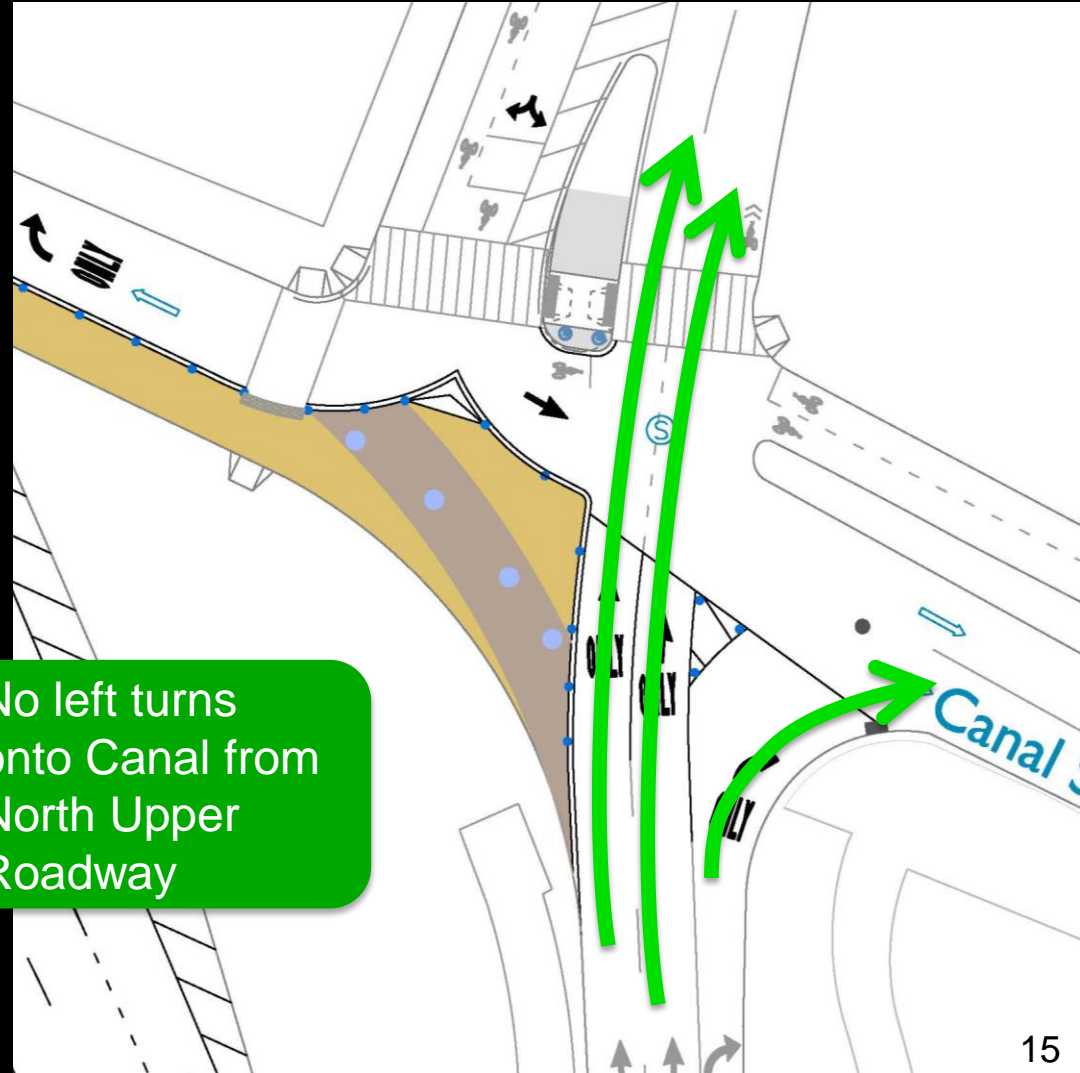 ONLY
S
ONLY
ONLY
ONLY
Canal S
No left turns
onto Canal from
North Upper
Roadway
15